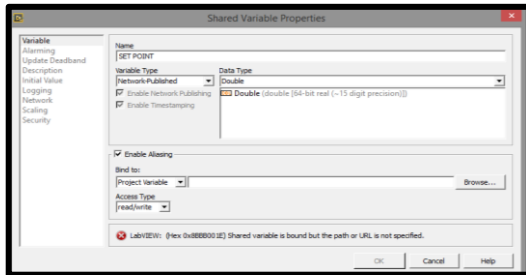 Shared Variable Properties
Variable
Alarming
Update Deadband
Description
Initial Value
Logging
Network
Scaling
Security
Name
SET POINT
Variable Type
Data Type
Network-Published
Double
Enable Network Publishing
Enable Timestamping
Double (double [64-bit real (~15 digit precision)])
Enable Aliasing
Bind to:
Project Variable
Browse...
Access Type
read/write
LabVIEW: (Hex 0x8BBB001E) Shared variable is bound but the path or URL is not specified.
OK
Cancel
Help